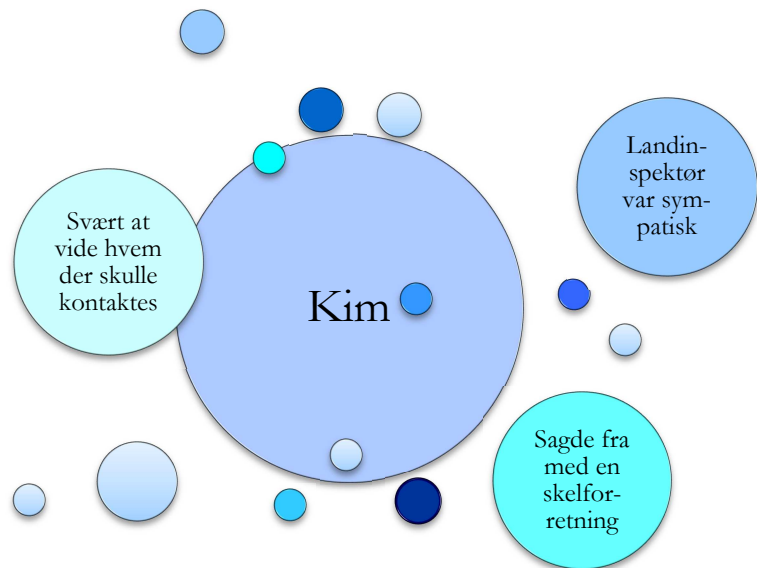 Landin-
spektør
var sym-
patisk
Svært at
vide hvem
der skulle
kontaktes
Kim
Sagde fra
med en
skelfor-
retning